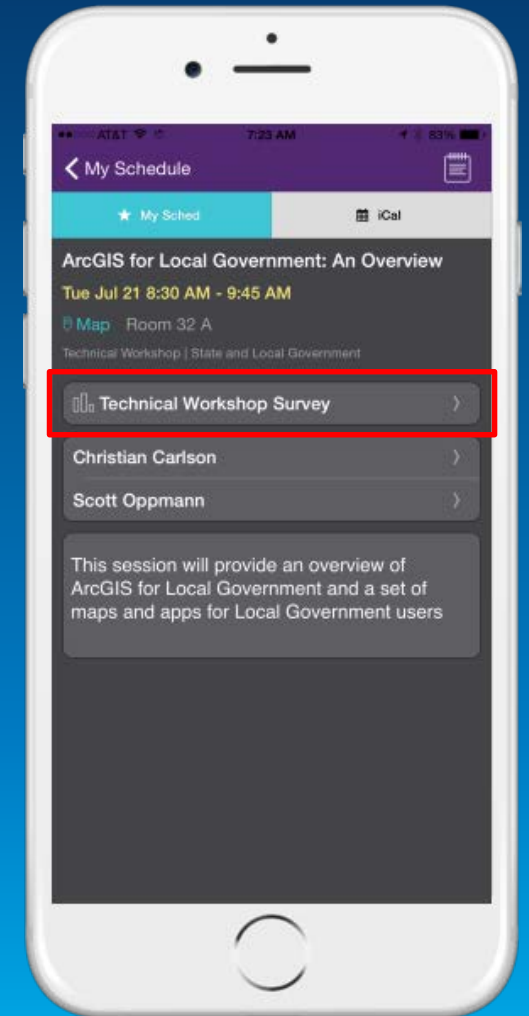 AT&T 7:23 AM 83%
My Schedule
My Sched iCal
ArcGIS for Local Government: An Overview
Tue Jul 21 8:30 AM - 9:45 AM
Map Room 32 A
Technical Workshop | State and Local Government
Technical Workshop Survey
Christian Carlson
Scott Oppmann
This session will provide an overview of
ArcGIS for Local Government and a set of
maps and apps for Local Government users